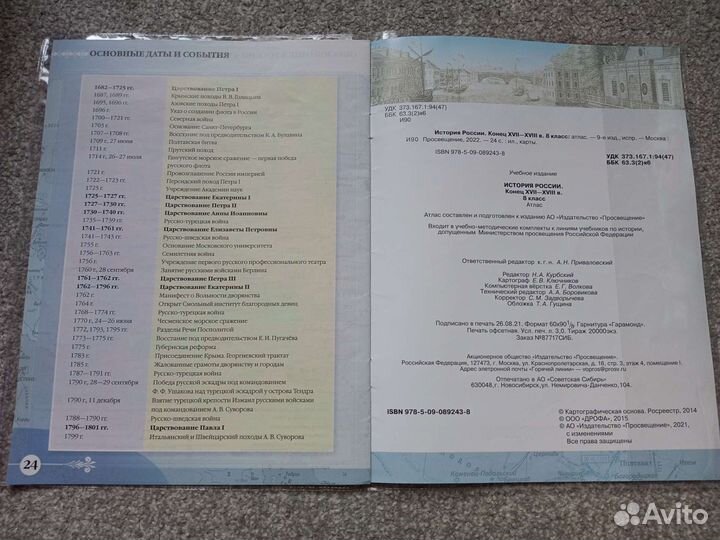 ОСНОВНЫЕ ДАТЫ И СОБЫТИЯ
1682—1725 гг. Царствование Петра I
1687, 1689 гг. Крымские походы В. В. Голицына
1695, 1696 гг. Азовские походы Петра I
1696 г. Указ о создании флота в России
1700—1721 гг. Северная война
1703 г. Основание Санкт-Петербурга
1707—1708 гг. Восстание под предводительством К. А. Булавина
1709 г., 27 июня Полтавская битва
1711 г. Прутский поход
1714 г., 26—27 июля Гангутское морское сражение — первая победа
русского флота
1721 г. Провозглашение России империей
1722—1723 гг. Персидский поход Петра I
1725 г. Учреждение Академии наук
1725—1727 гг. Царствование Екатерины I
1727—1730 гг. Царствование Петра II
1730—1740 гг. Царствование Анны Иоанновны
1735—1739 гг. Русско-турецкая война
1741—1761 гг. Царствование Елизаветы Петровны
1741—1743 гг. Русско-шведская война
1755 г. Основание Московского университета
1756—1763 гг. Семилетняя война
1756 г. Учреждение первого русского профессионального театра
1760 г., 28 сентября Занятие русскими войсками Берлина
1761—1762 гг. Царствование Петра III
1762—1796 гг. Царствование Екатерины II
1762 г. Манифест о Вольности дворянства
1764 г. Открыт Смольный институт благородных девиц
1768—1774 гг. Русско-турецкая война
1770 г., 24—26 июня Чесменское морское сражение
1772, 1793, 1795 гг. Разделы Речи Посполитой
1773—1775 гг. Восстание под предводительством Е. И. Пугачёва
1775 г. Губернская реформа
1783 г. Присоединение Крыма. Георгиевский трактат
1785 г. Жалованные грамоты дворянству и городам
1787—1791 гг. Русско-турецкая война
1790 г., 28—29 сентября Победа русской эскадры под командованием
Ф. Ф. Ушакова над турецкой эскадрой у острова Тендра
1790 г., 11 декабря Взятие турецкой крепости Измаил русскими войсками
под командованием А. В. Суворова
1788—1790 гг. Русско-шведская война
1796—1801 гг. Царствование Павла I
1799 г. Итальянский и Швейцарский походы А. В. Суворова
24
УДК 373.167.1:94(47)
ББК 63.3(2)я6
И90
История России. Конец XVII—XVIII в. 8 класс: атлас. — 9-е изд., испр. — Москва :
И90 Просвещение, 2022. — 24 с. : ил., карты.
ISBN 978-5-09-089243-8
УДК 373.167.1:94(47)
ББК 63.3(2)я6
Учебное издание
ИСТОРИЯ РОССИИ.
Конец XVII—XVIII в.
8 класс
Атлас
Атлас составлен и подготовлен к изданию АО «Издательство «Просвещение»
Входит в учебно-методические комплекты к линиям учебников по истории,
допущенным Министерством просвещения Российской Федерации
Ответственный редактор к. г. н. А.Н. Приваловский
Редактор Н.А. Курбский
Картограф Е.В. Ключников
Компьютерная вёрстка Е.Г. Волкова
Технический редактор А.А. Боровикова
Корректор С.М. Задворычева
Обложка Т.А. Гущина
Подписано в печать 26.08.21. Формат 60х90 1/8 Гарнитура «Гарамонд».
Печать офсетная. Усл. печ. л. 3,0. Тираж 20000экз.
Заказ №87717СИБ.
Акционерное общество «Издательство «Просвещение».
Российская Федерация, 127473, г. Москва, ул. Краснопролетарская, д. 16, стр. 3, этаж 4, помещение I.
Адрес электронной почты «Горячей линии» — vopros@prosv.ru
Отпечатано в АО «Советская Сибирь»
630048, г. Новосибирск, ул. Немировича-Данченко, 104.
ISBN 978-5-09-089243-8
© Картографическая основа. Росреестр, 2014
© ООО «ДРОФА», 2015
© АО «Издательство «Просвещение», 2021,
с изменениями
Все права защищены
Каменец-Подольский
Богополь
Avito